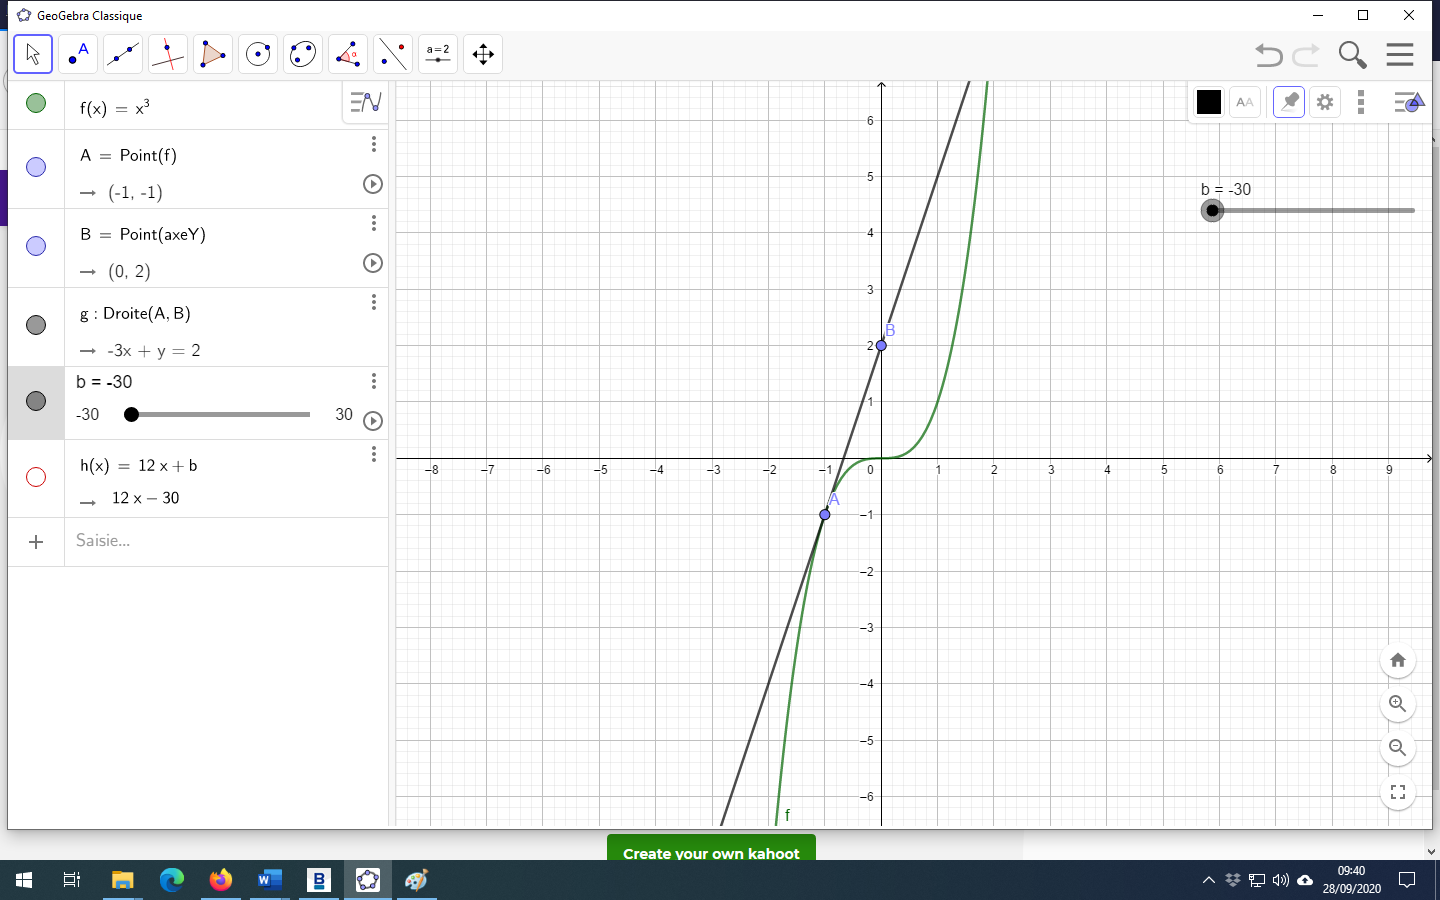 GeoGebra Classique
A
a = 2
f(x) = x³
A = Point(f)
→ (-1, -1)
B = Point(axeY)
→ (0, 2)
g : Droite(A, B)
→ -3x + y = 2
b = -30
-30 30
h(x) = 12 x + b
→ 12 x − 30
+ Saisie...
AA
b = -30
6
5
4
3
B
2
1
−8 −7 −6 −5 −4 −3 −2 −1 0 1 2 3 4 5 6 7 8 9
A
−1
−2
−3
−4
−5
−6
f
Create your own kahoot
09:40
28/09/2020